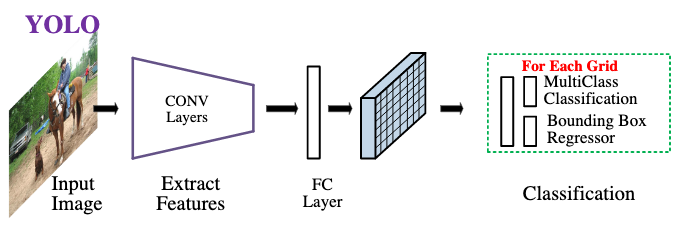 YOLO
Input
Image
CONV
Layers
Extract
Features
FC
Layer
For Each Grid
MultiClass
Classification
Bounding Box
Regressor
Classification